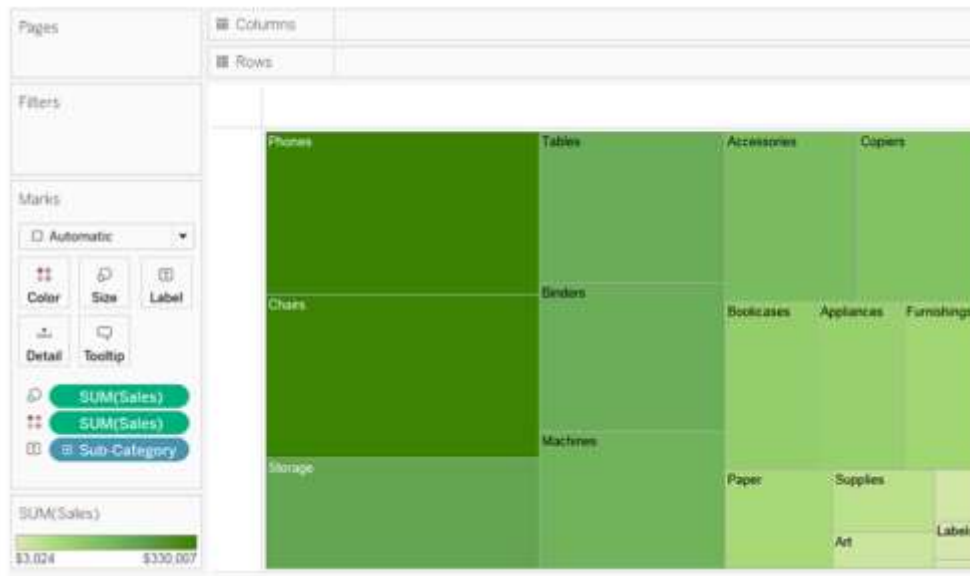 Pages
Columns
Rows
Filters
Marks
Automatic
Color Size Label
Detail Tooltip
SUM(Sales)
SUM(Sales)
Sub-Category
SUM(Sales)
$3,024 $330,007
Phones
Chairs
Storage
Tables
Binders
Machines
Accessories Copiers
Bookcases Appliances Furnishings
Paper Supplies
Art
Labels